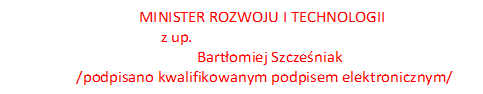 MINISTER ROZWOJU I TECHNOLOGII
z up.
Bartłomiej Szcześniak
/podpisano kwalifikowanym podpisem elektronicznym/